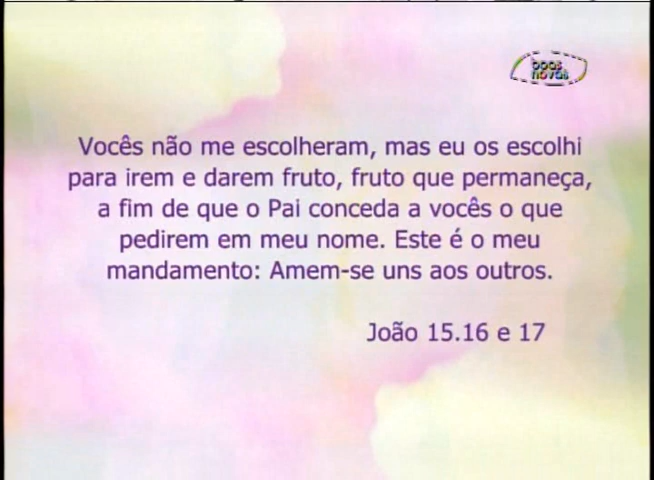 boas
novas
Vocês não me escolheram, mas eu os escolhi
para irem e darem fruto, fruto que permaneça,
a fim de que o Pai conceda a vocês o que
pedirem em meu nome. Este é o meu
mandamento: Amem-se uns aos outros.
João 15.16 e 17